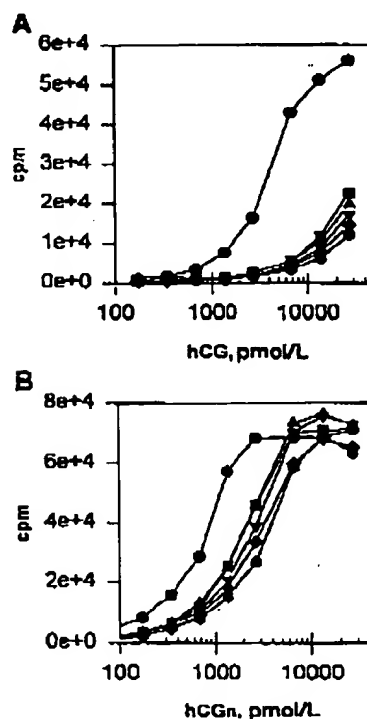 A
6e+4
5e+4
4e+4
3e+4
2e+4
1e+4
0e+0
cpm
100 1000 10000
hCG, pmol/L
B
8e+4
6e+4
4e+4
2e+4
0e+0
cpm
100 1000 10000
hCGn, pmol/L